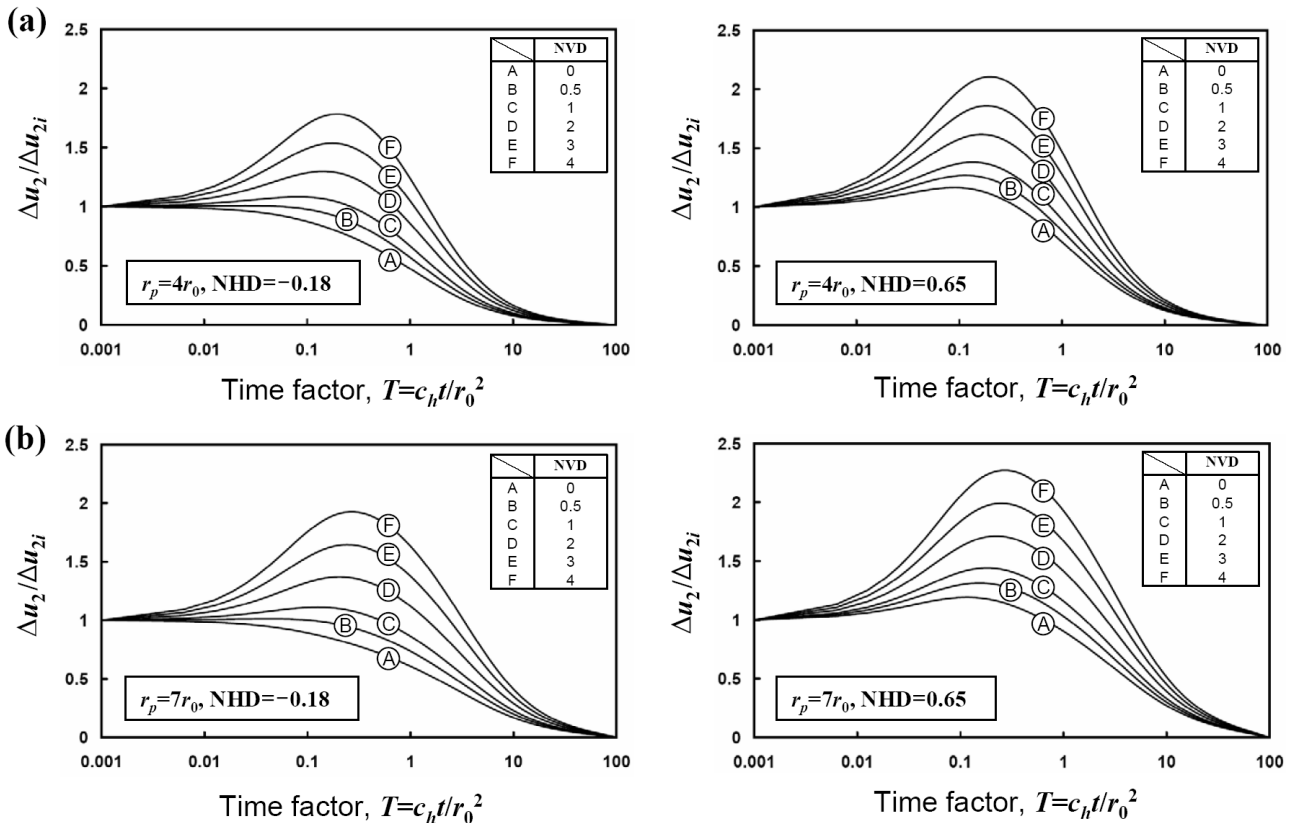 (a)
2.5
2
1.5
1
0.5
0
Δu2/Δu2i
NVD
A 0
B 0.5
C 1
D 2
E 3
F 4
F
E
D
C
B
A
rp=4r0, NHD=−0.18
0.001 0.01 0.1 1 10 100
Time factor, T=cht/r0²
2.5
2
1.5
1
0.5
0
Δu2/Δu2i
NVD
A 0
B 0.5
C 1
D 2
E 3
F 4
F
E
D
C
B
A
rp=4r0, NHD=0.65
0.001 0.01 0.1 1 10 100
Time factor, T=cht/r0²
(b)
2.5
2
1.5
1
0.5
0
Δu2/Δu2i
NVD
A 0
B 0.5
C 1
D 2
E 3
F 4
F
E
D
C
B
A
rp=7r0, NHD=−0.18
0.001 0.01 0.1 1 10 100
Time factor, T=cht/r0²
2.5
2
1.5
1
0.5
0
Δu2/Δu2i
NVD
A 0
B 0.5
C 1
D 2
E 3
F 4
F
E
D
C
B
A
rp=7r0, NHD=0.65
0.001 0.01 0.1 1 10 100
Time factor, T=cht/r0²